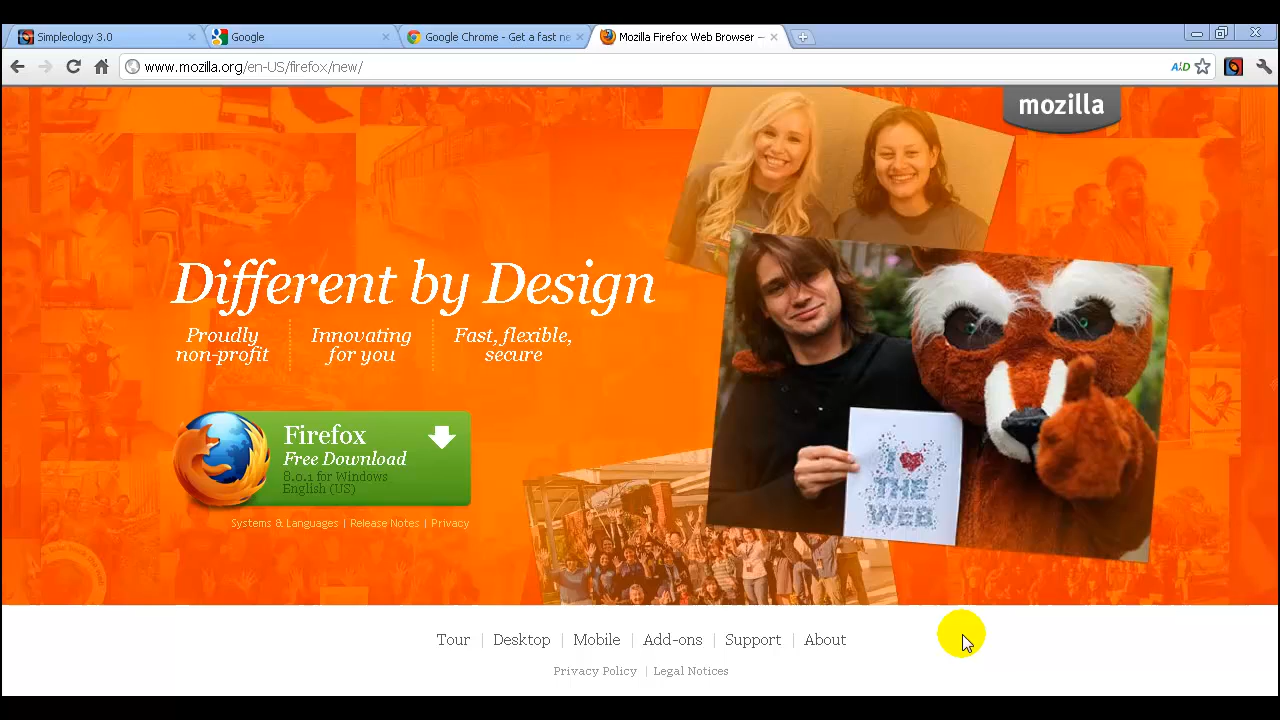 Simpleology 3.0
Google
Google Chrome - Get a fast ne
Mozilla Firefox Web Browser —
www.mozilla.org/en-US/firefox/new/
mozilla
Different by Design
Proudly
non-profit
Innovating
for you
Fast, flexible,
secure
Firefox
Free Download
8.0.1 for Windows
English (US)
Systems & Languages | Release Notes | Privacy
I
THE
WEB
Tour | Desktop | Mobile | Add-ons | Support | About
Privacy Policy | Legal Notices